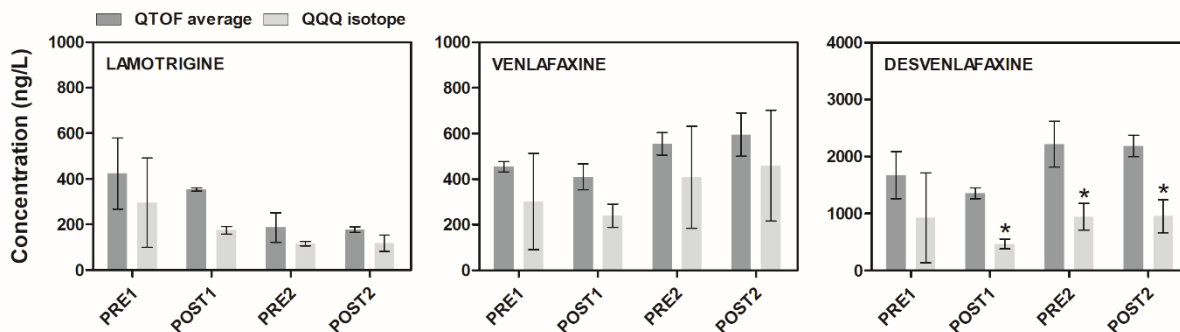 QTOF average QQQ isotope
Concentration (ng/L)
LAMOTRIGINE
1000
800
600
400
200
0
PRE1 POST1 PRE2 POST2
VENLAFAXINE
1000
800
600
400
200
0
PRE1 POST1 PRE2 POST2
DESVENLAFAXINE
4000
3000
2000
1000
0
* * *
PRE1 POST1 PRE2 POST2